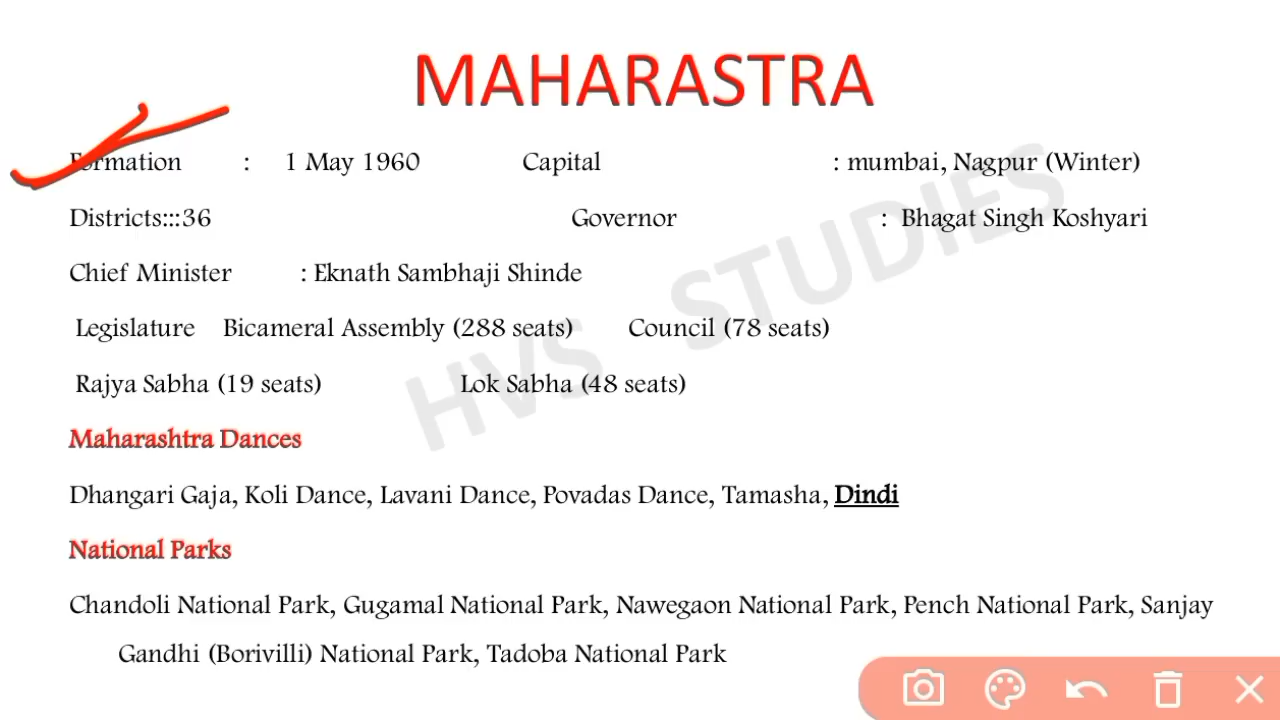 MAHARASTRA
Formation : 1 May 1960 Capital : mumbai, Nagpur (Winter)
Districts:::36 Governor : Bhagat Singh Koshyari
Chief Minister : Eknath Sambhaji Shinde
Legislature Bicameral Assembly (288 seats) Council (78 seats)
Rajya Sabha (19 seats) Lok Sabha (48 seats)
Maharashtra Dances
Dhangari Gaja, Koli Dance, Lavani Dance, Povadas Dance, Tamasha, Dindi
National Parks
Chandoli National Park, Gugamal National Park, Nawegaon National Park, Pench National Park, Sanjay
Gandhi (Borivilli) National Park, Tadoba National Park
HVS STUDIES